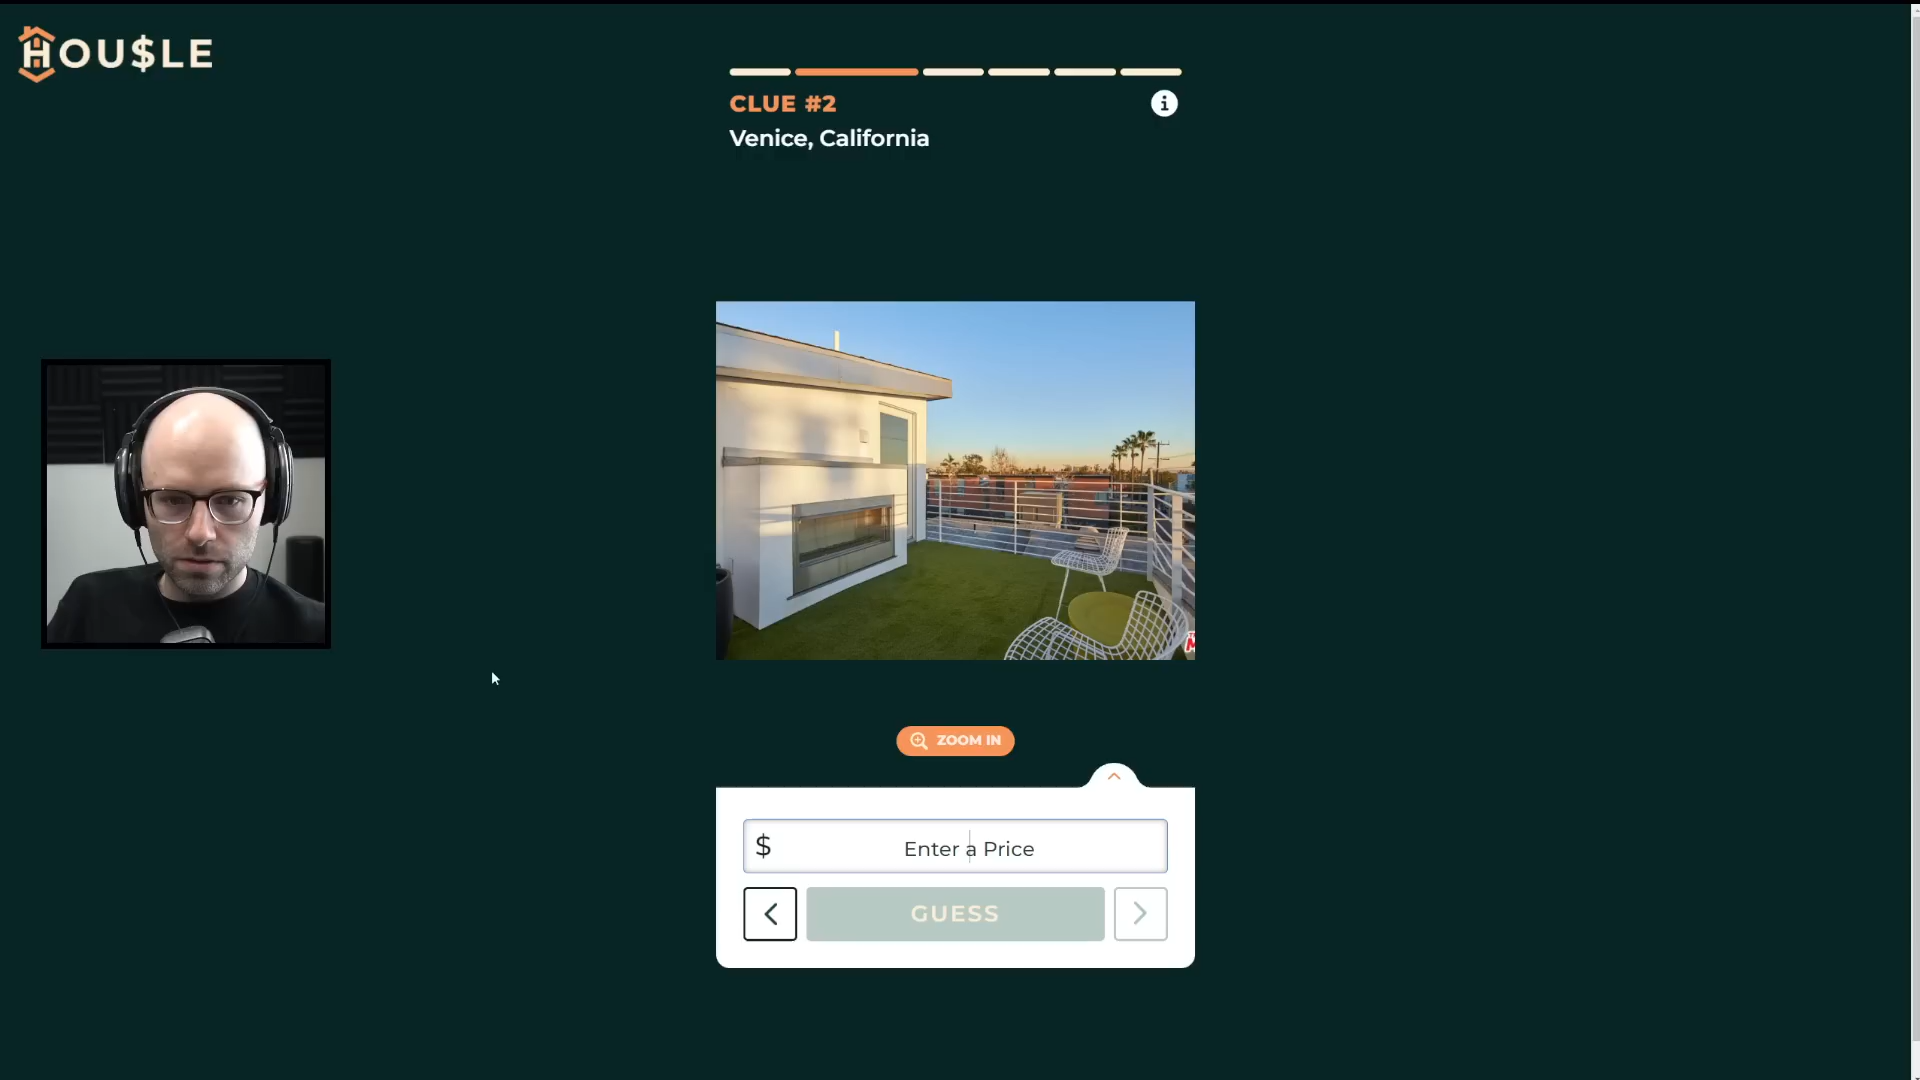 HOU$LE
CLUE #2
Venice, California
ZOOM IN
$ Enter a Price
GUESS